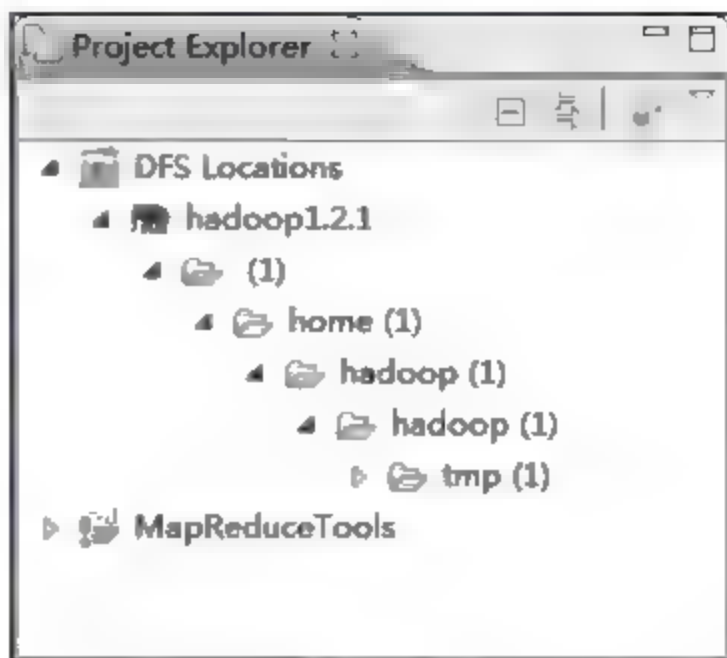 Project Explorer
DFS Locations
hadoop1.2.1
(1)
home (1)
hadoop (1)
hadoop (1)
tmp (1)
MapReduceTools